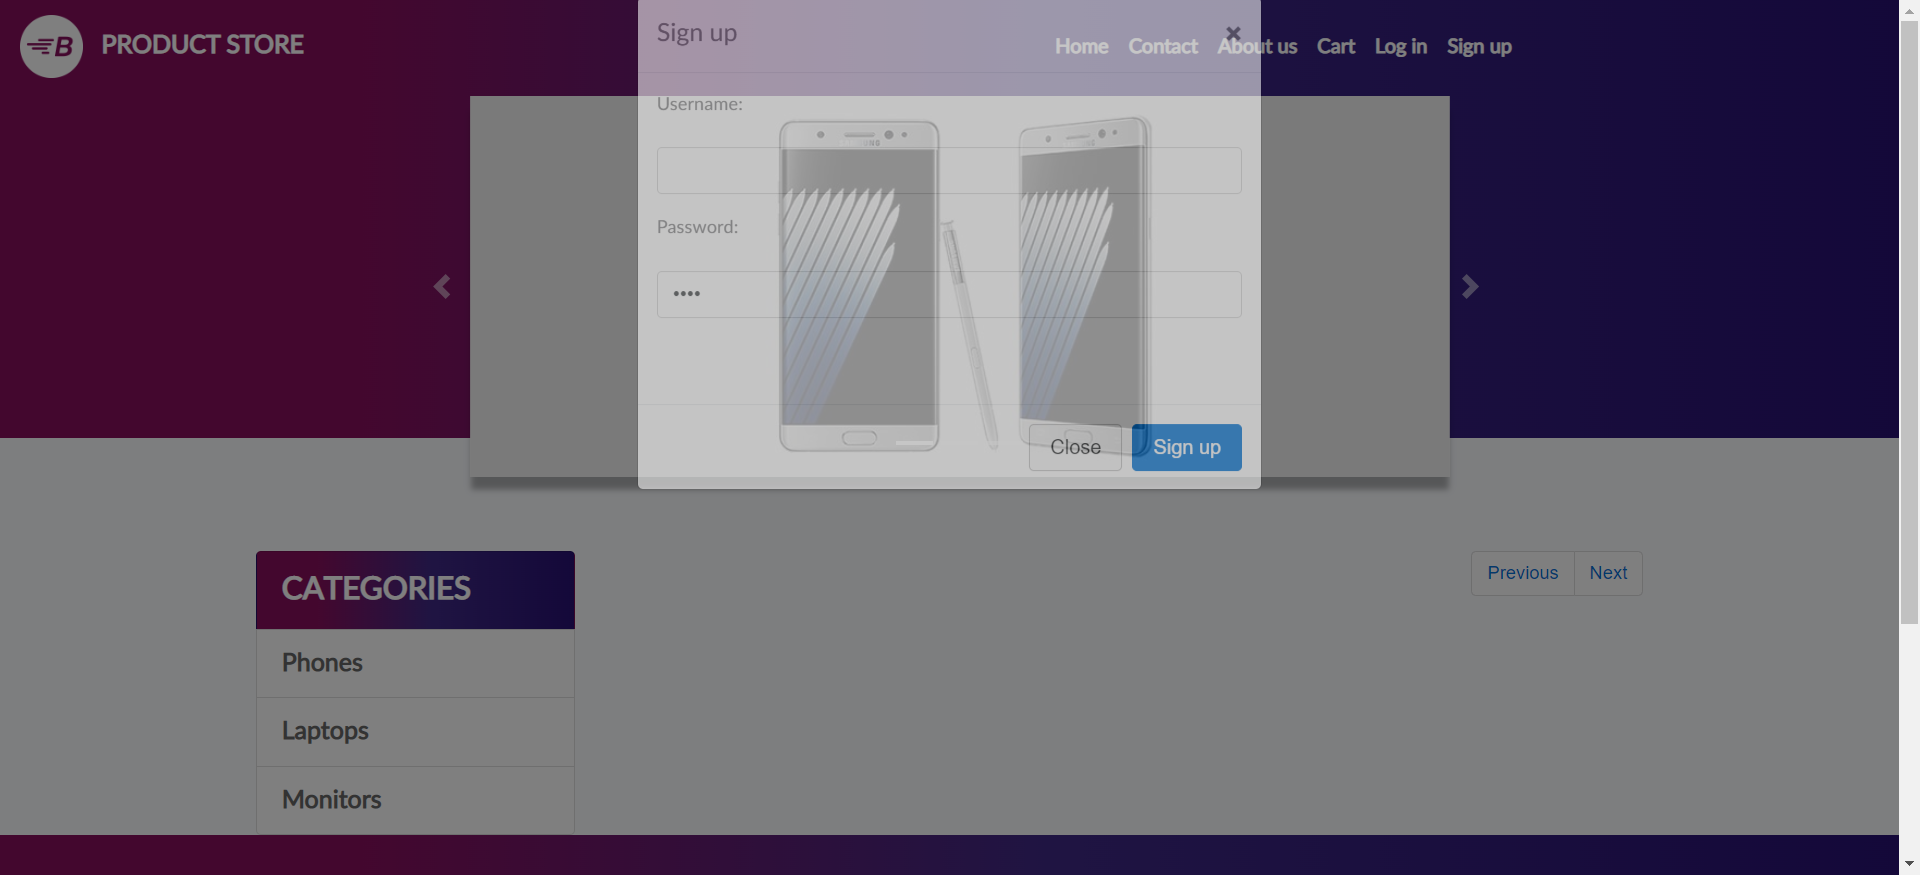 B PRODUCT STORE
Home Contact About us Cart Log in Sign up
Sign up
Username:
Password:
••••
Close Sign up
CATEGORIES
Phones
Laptops
Monitors
Previous Next